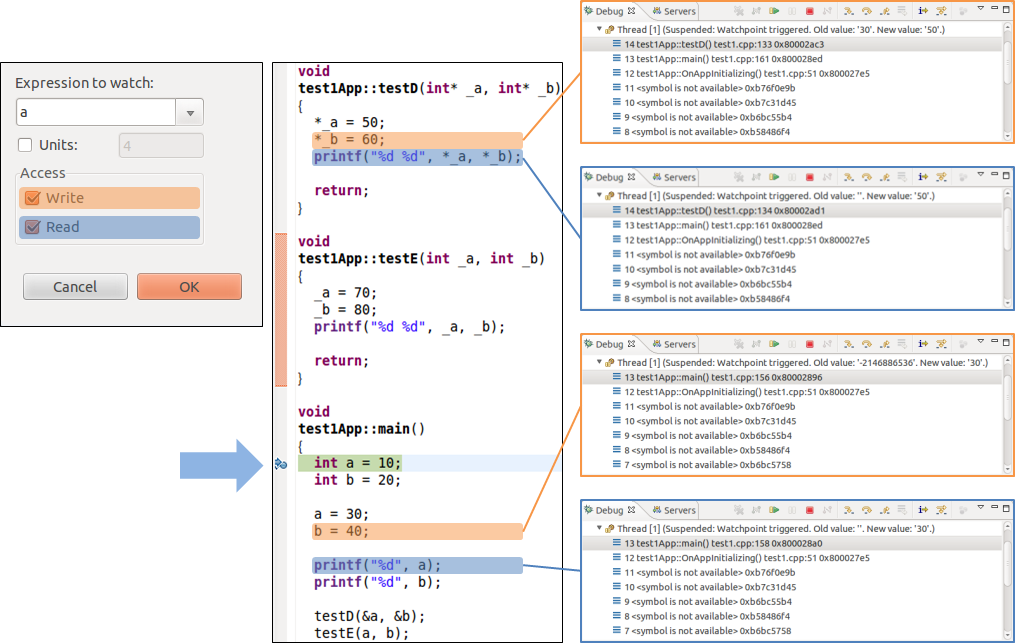 Expression to watch:
a
Units:
4
Access
Write
Read
Cancel
OK
void
test1App::testD(int* _a, int* _b)
{
*_a = 50;
*_b = 60;
printf("%d %d", *_a, *_b);
return;
}
void
test1App::testE(int _a, int _b)
{
_a = 70;
_b = 80;
printf("%d %d", _a, _b);
return;
}
void
test1App::main()
{
int a = 10;
int b = 20;
a = 30;
b = 40;
printf("%d", a);
printf("%d", b);
testD(&a, &b);
testE(a, b);
Debug Servers
Thread [1] (Suspended: Watchpoint triggered. Old value: '30'. New value: '50'.)
14 test1App::testD() test1.cpp:133 0x80002ac3
13 test1App::main() test1.cpp:161 0x800028ed
12 test1App::OnAppInitializing() test1.cpp:51 0x800027e5
11 <symbol is not available> 0xb76f0e9b
10 <symbol is not available> 0xb7c31d45
9 <symbol is not available> 0xb6bc55b4
8 <symbol is not available> 0xb58486f4
Debug Servers
Thread [1] (Suspended: Watchpoint triggered. Old value: ''. New value: '50'.)
14 test1App::testD() test1.cpp:134 0x80002ad1
13 test1App::main() test1.cpp:161 0x800028ed
12 test1App::OnAppInitializing() test1.cpp:51 0x800027e5
11 <symbol is not available> 0xb76f0e9b
10 <symbol is not available> 0xb7c31d45
9 <symbol is not available> 0xb6bc55b4
8 <symbol is not available> 0xb58486f4
Debug Servers
Thread [1] (Suspended: Watchpoint triggered. Old value: '-2146886536'. New value: '30'.)
13 test1App::main() test1.cpp:156 0x80002896
12 test1App::OnAppInitializing() test1.cpp:51 0x800027e5
11 <symbol is not available> 0xb76f0e9b
10 <symbol is not available> 0xb7c31d45
9 <symbol is not available> 0xb6bc55b4
8 <symbol is not available> 0xb58486f4
7 <symbol is not available> 0xb6bc5758
Debug Servers
Thread [1] (Suspended: Watchpoint triggered. Old value: ''. New value: '30'.)
13 test1App::main() test1.cpp:158 0x800028a0
12 test1App::OnAppInitializing() test1.cpp:51 0x800027e5
11 <symbol is not available> 0xb76f0e9b
10 <symbol is not available> 0xb7c31d45
9 <symbol is not available> 0xb6bc55b4
8 <symbol is not available> 0xb58486f4
7 <symbol is not available> 0xb6bc5758